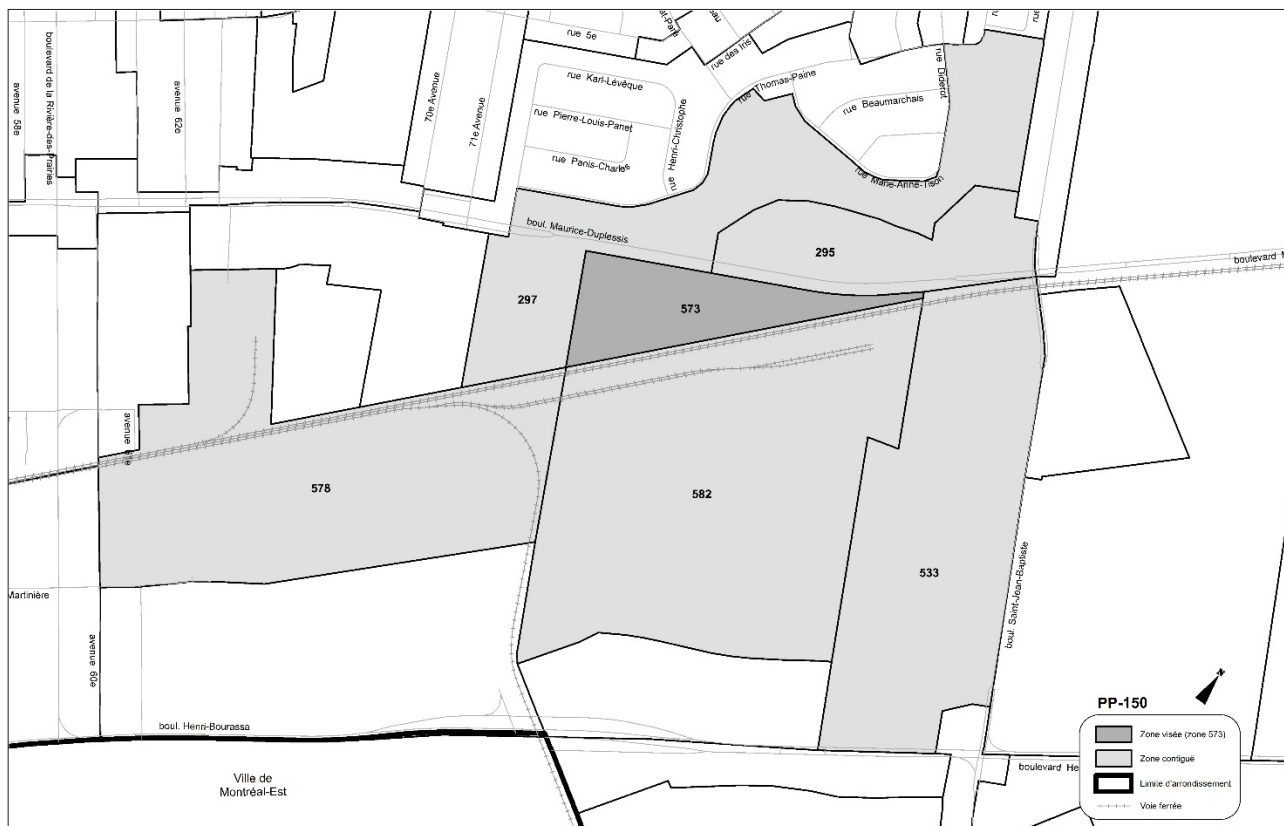 rue 5e
rue des Iris
rue Diderot
boulevard de la Rivière-des-Prairies
avenue 58e
avenue 62e
70e Avenue
71e Avenue
rue Karl-Lévêque
rue Thomas-Paine
rue Beaumarchais
rue Pierre-Louis-Panet
rue Henri-Christophe
rue Panis-Charles
rue Marie-Anne-Tison
boul. Maurice-Duplessis
295
boulevard M
297
573
avenue 61e
578
582
533
Martinière
boul. Saint-Jean-Baptiste
avenue 60e
boul. Henri-Bourassa
Ville de
Montréal-Est
boulevard He
N
PP-150
Zone visée (zone 573)
Zone contiguë
Limite d'arrondissement
Voie ferrée